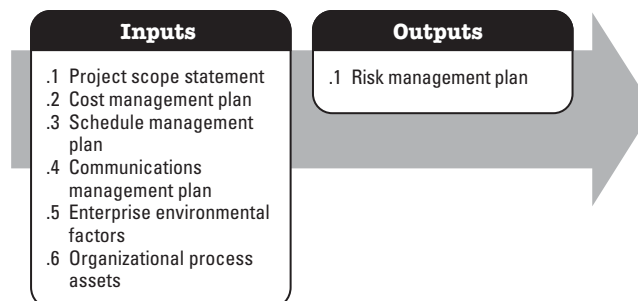 Inputs
.1 Project scope statement
.2 Cost management plan
.3 Schedule management
plan
.4 Communications
management plan
.5 Enterprise environmental
factors
.6 Organizational process
assets
Outputs
.1 Risk management plan